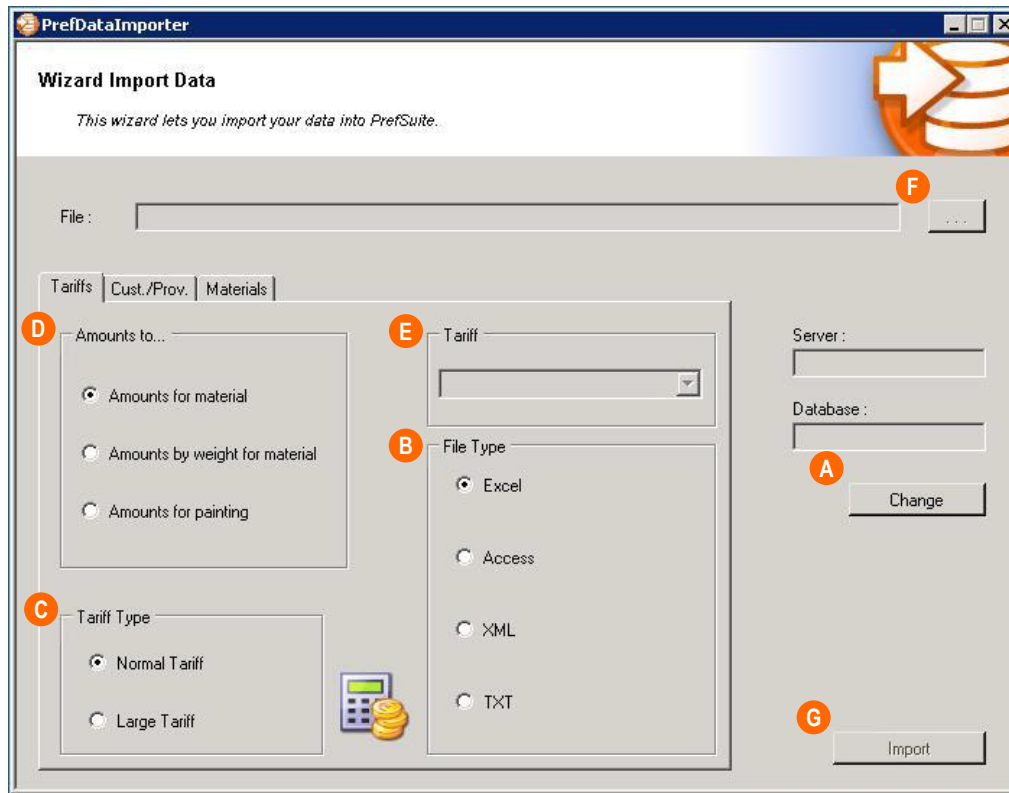 PrefDataImporter
Wizard Import Data
This wizard lets you import your data into PrefSuite.
F
File :
. . .
Tariffs Cust./Prov. Materials
D
Amounts to...
Amounts for material
Amounts by weight for material
Amounts for painting
E
Tariff
Server :
Database :
A
Change
B
File Type
Excel
Access
XML
TXT
C
Tariff Type
Normal Tariff
Large Tariff
G
Import